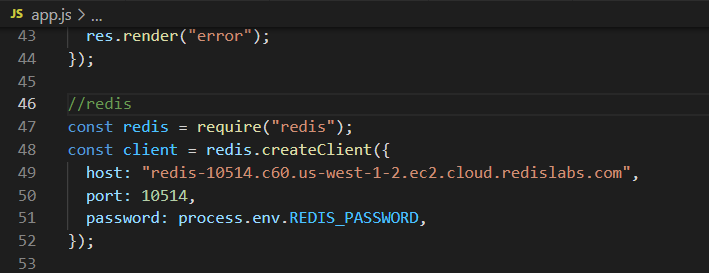 app.js > ...
43 res.render("error");
44 });
45
46 //redis
47 const redis = require("redis");
48 const client = redis.createClient({
49 host: "redis-10514.c60.us-west-1-2.ec2.cloud.redislabs.com",
50 port: 10514,
51 password: process.env.REDIS_PASSWORD,
52 });
53